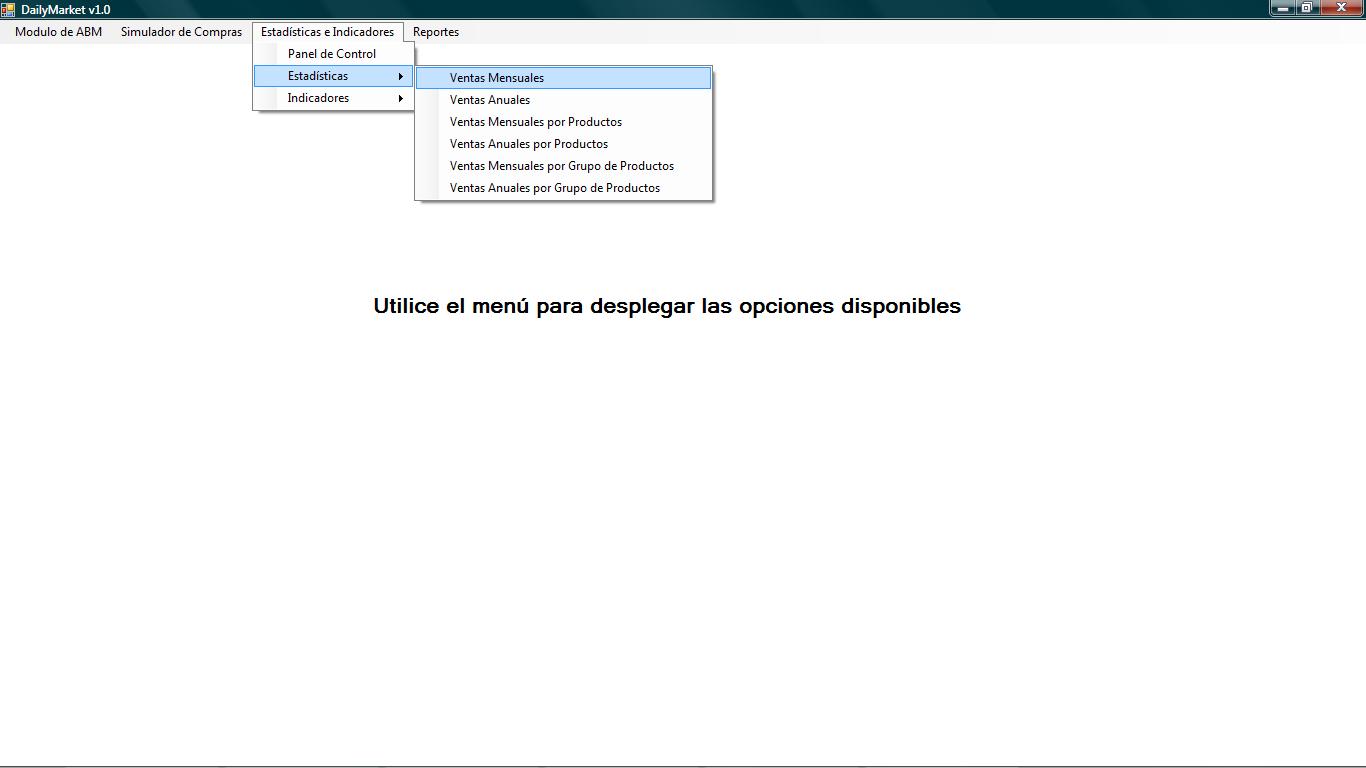 DailyMarket v1.0
Modulo de ABM Simulador de Compras Estadísticas e Indicadores Reportes
Panel de Control
Estadísticas
Indicadores
Ventas Mensuales
Ventas Anuales
Ventas Mensuales por Productos
Ventas Anuales por Productos
Ventas Mensuales por Grupo de Productos
Ventas Anuales por Grupo de Productos
Utilice el menú para desplegar las opciones disponibles